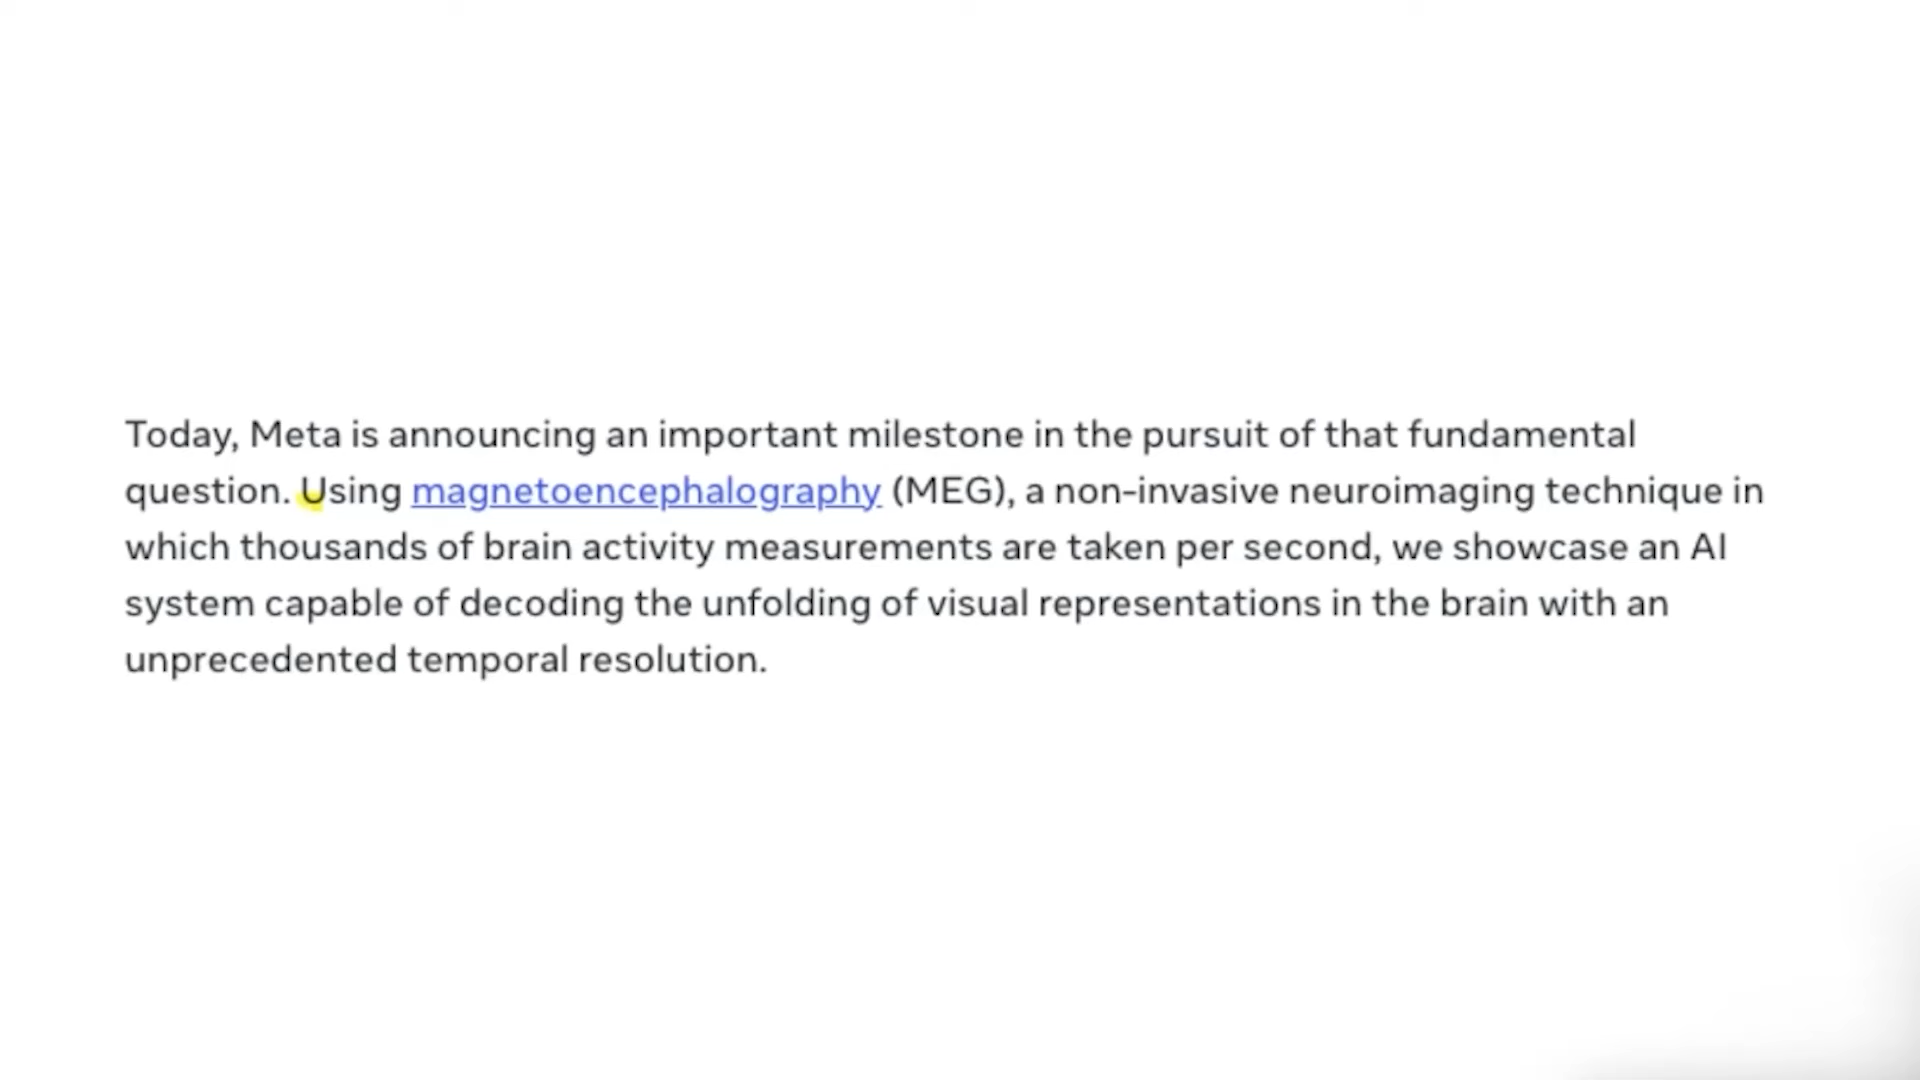 Today, Meta is announcing an important milestone in the pursuit of that fundamental
question. Using magnetoencephalography (MEG), a non-invasive neuroimaging technique in
which thousands of brain activity measurements are taken per second, we showcase an AI
system capable of decoding the unfolding of visual representations in the brain with an
unprecedented temporal resolution.